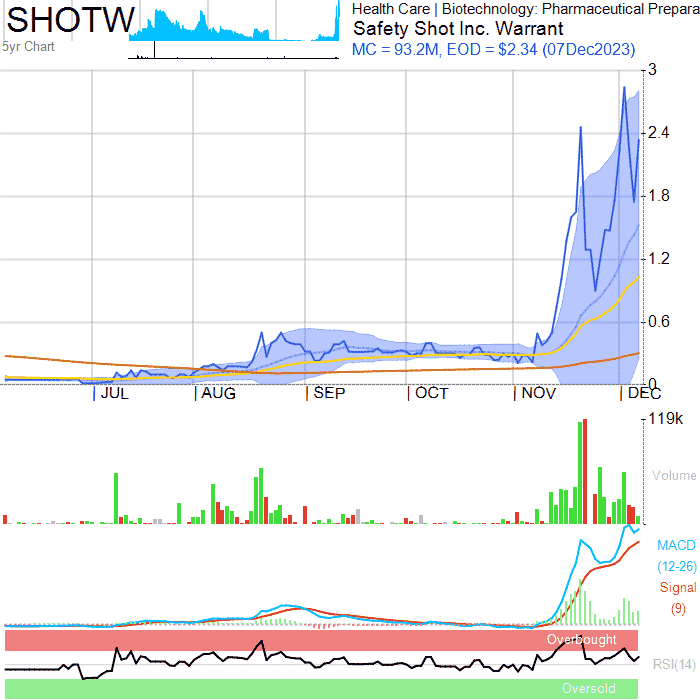 SHOTW
5yr Chart
Health Care | Biotechnology: Pharmaceutical Prepara
Safety Shot Inc. Warrant
MC = 93.2M, EOD = $2.34 (07Dec2023)
3
2.4
1.8
1.2
0.6
0
JUL AUG SEP OCT NOV DEC
119k
Volume
MACD
(12-26)
Signal
(9)
Overbought
RSI(14)
Oversold